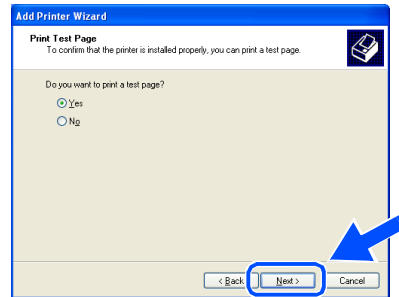 Add Printer Wizard
Print Test Page
To confirm that the printer is installed properly, you can print a test page.
Do you want to print a test page?
Yes
No
< Back
Next >
Cancel